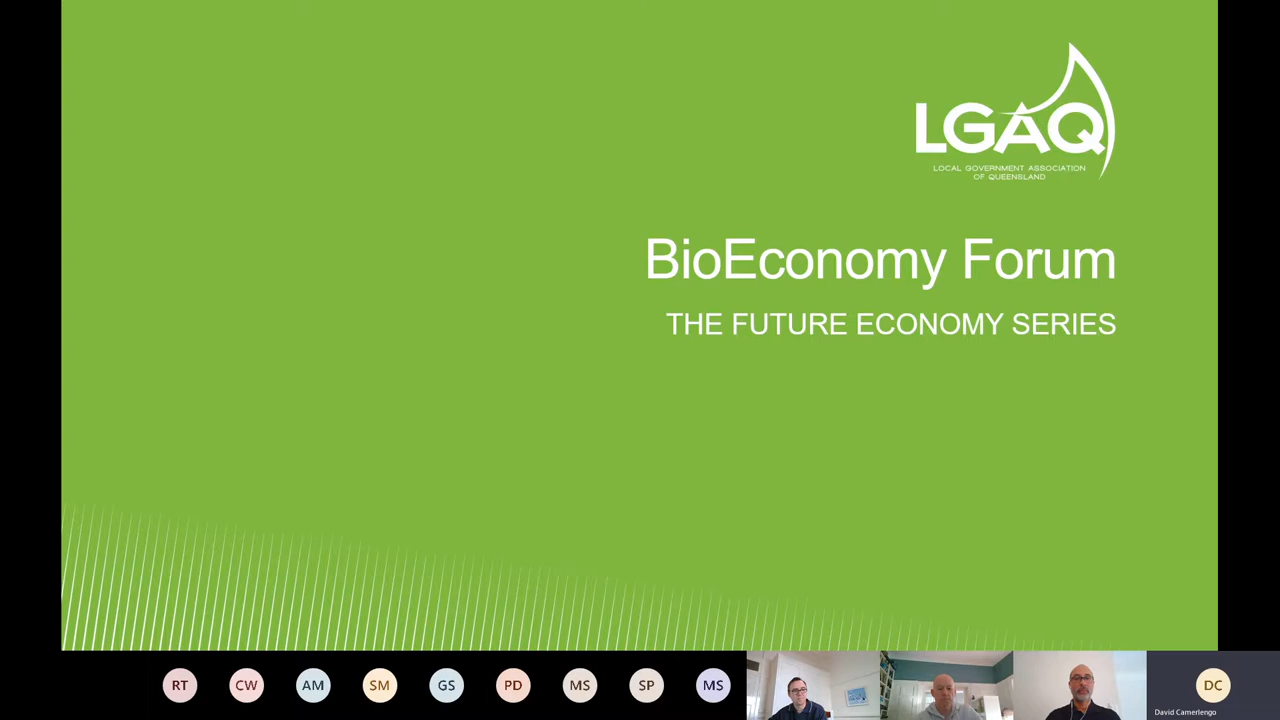 LGAQ
LOCAL GOVERNMENT ASSOCIATION
OF QUEENSLAND
BioEconomy Forum
THE FUTURE ECONOMY SERIES
RT CW AM SM GS PD MS SP MS DC
David Camerlengo